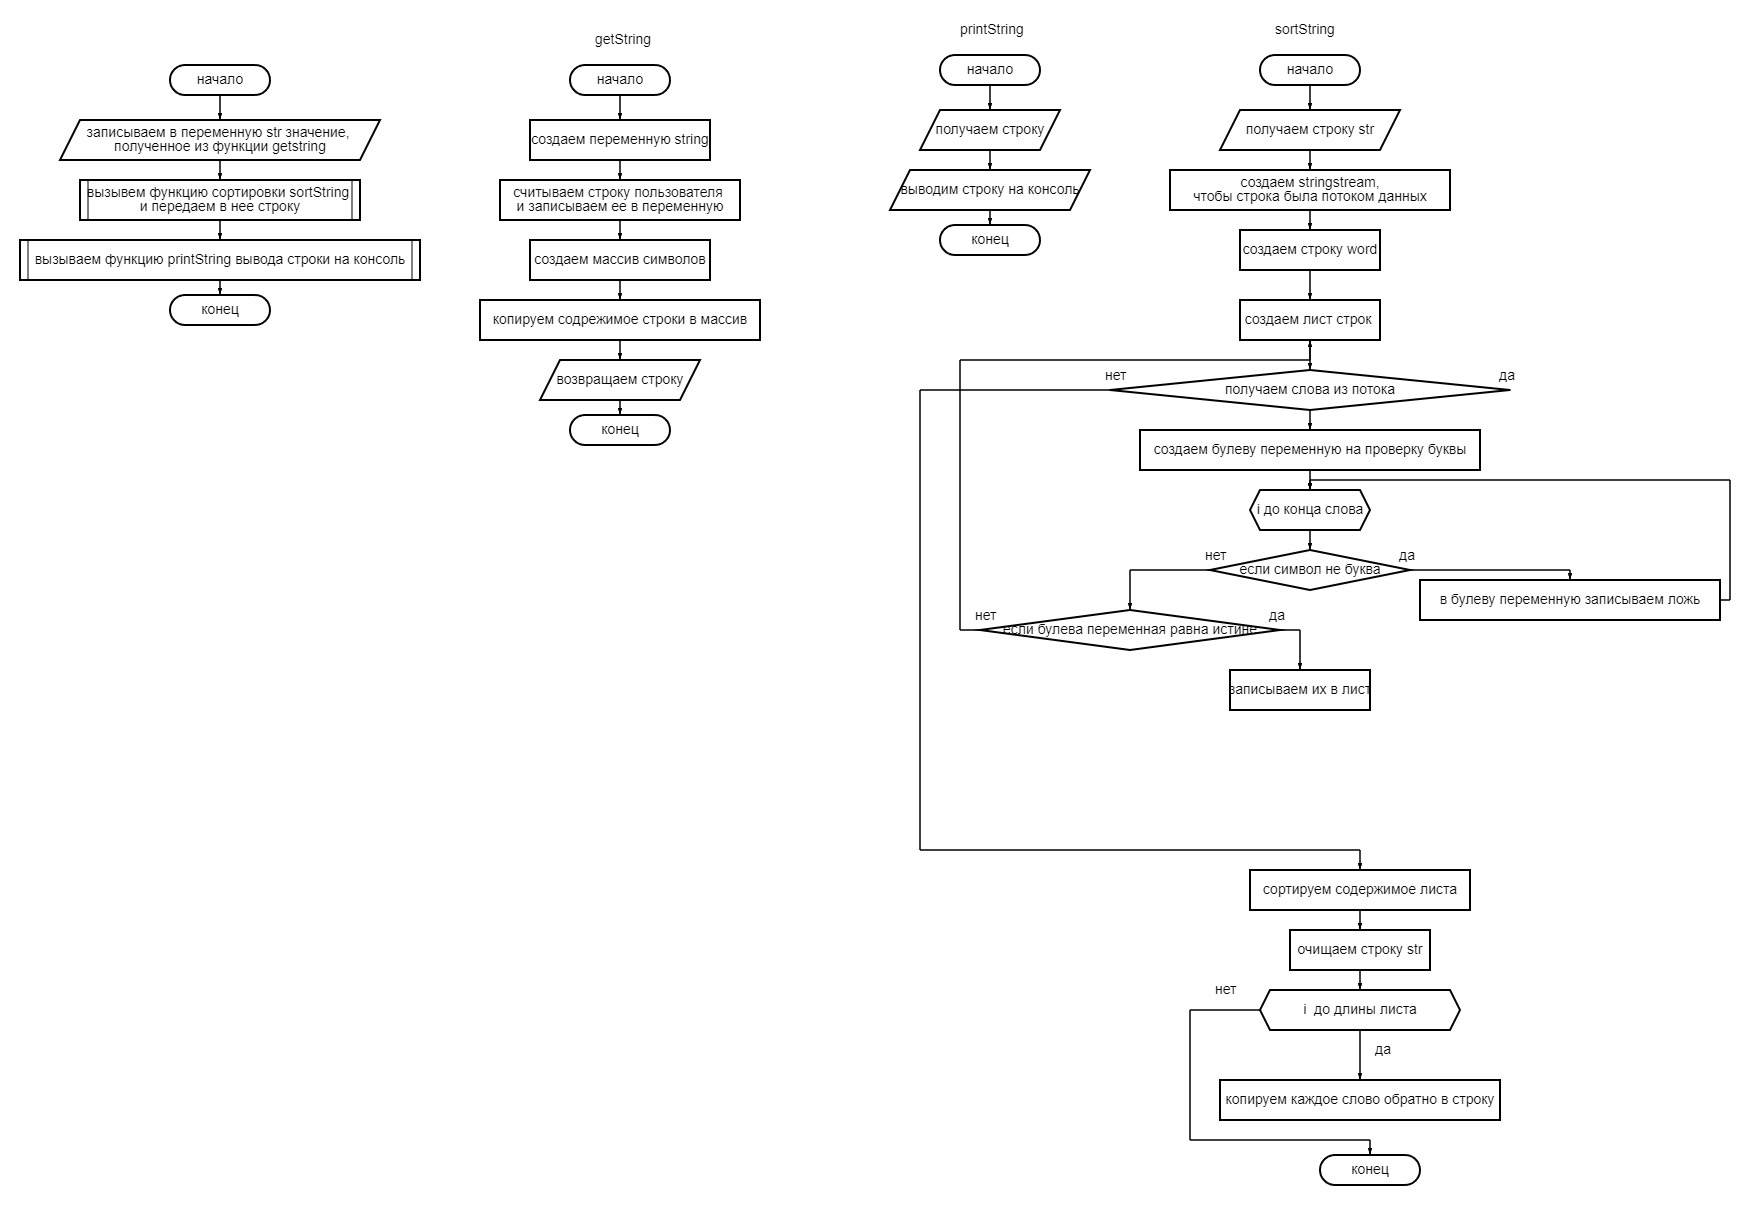 начало
записываем в переменную str значение,
полученное из функции getstring
вызывем функцию сортировки sortString
и передаем в нее строку
вызываем функцию printString вывода строки на консоль
конец
getString
начало
создаем переменную string
считываем строку пользователя
и записываем ее в переменную
создаем массив символов
копируем содрежимое строки в массив
возвращаем строку
конец
printString
начало
получаем строку
выводим строку на консоль
конец
sortString
начало
получаем строку str
создаем stringstream,
чтобы строка была потоком данных
создаем строку word
создаем лист строк
нет
да
получаем слова из потока
создаем булеву переменную на проверку буквы
i до конца слова
нет
да
если символ не буква
в булеву переменную записываем ложь
нет
да
если булева переменная равна истине
записываем их в лист
сортируем содержимое листа
очищаем строку str
нет
i до длины листа
да
копируем каждое слово обратно в строку
конец